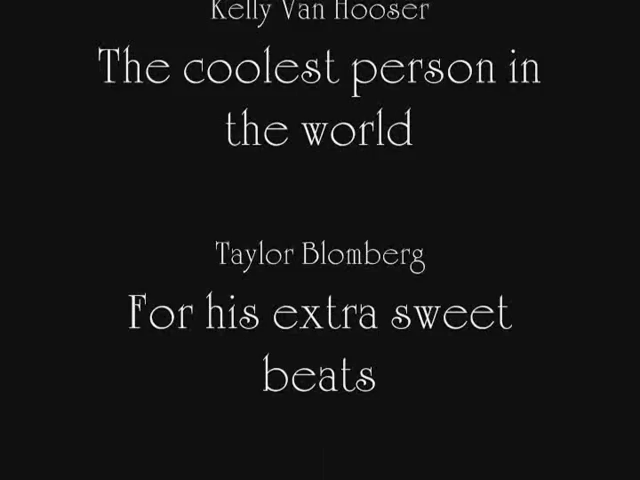 Kelly Van Hooser
The coolest person in
the world
Taylor Blomberg
For his extra sweet
beats